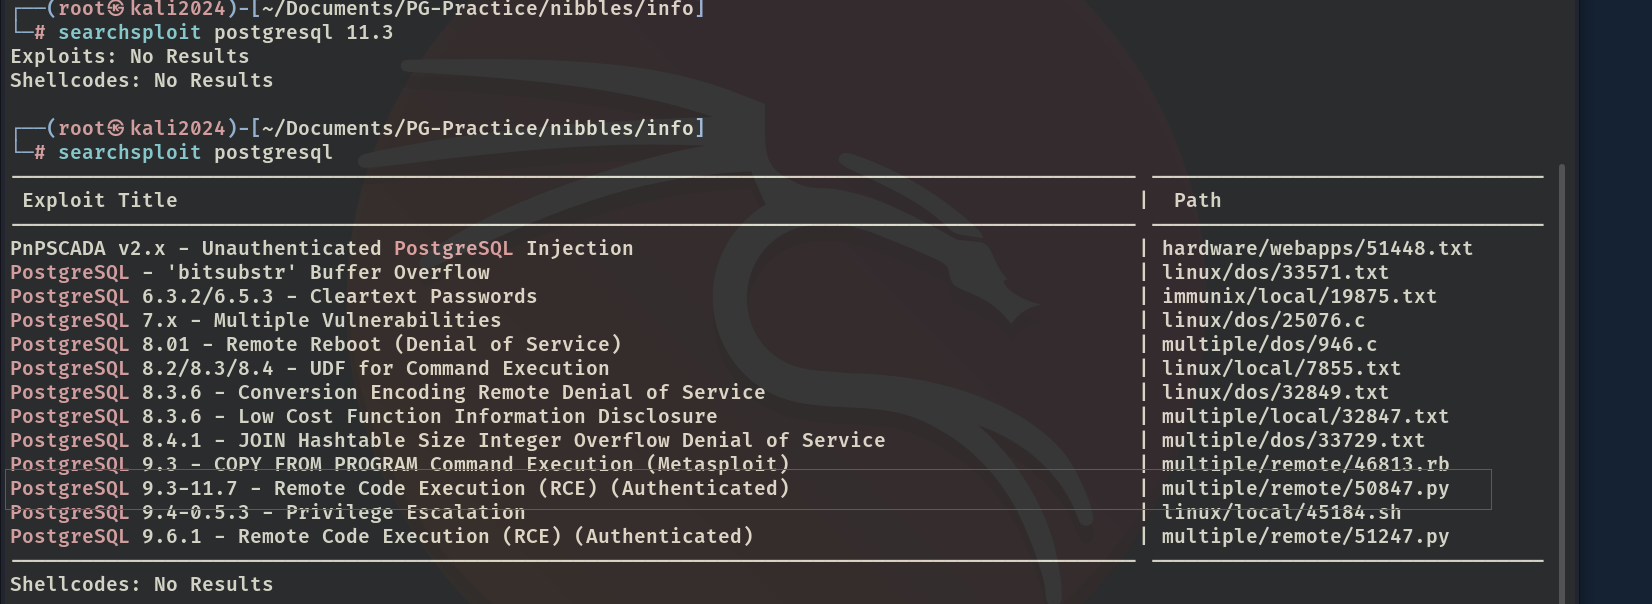 ┌──(root㉿kali2024)-[~/Documents/PG-Practice/nibbles/info]
└─# searchsploit postgresql 11.3
Exploits: No Results
Shellcodes: No Results
┌──(root㉿kali2024)-[~/Documents/PG-Practice/nibbles/info]
└─# searchsploit postgresql
Exploit Title | Path
PnPSCADA v2.x - Unauthenticated PostgreSQL Injection | hardware/webapps/51448.txt
PostgreSQL - 'bitsubstr' Buffer Overflow | linux/dos/33571.txt
PostgreSQL 6.3.2/6.5.3 - Cleartext Passwords | immunix/local/19875.txt
PostgreSQL 7.x - Multiple Vulnerabilities | linux/dos/25076.c
PostgreSQL 8.01 - Remote Reboot (Denial of Service) | multiple/dos/946.c
PostgreSQL 8.2/8.3/8.4 - UDF for Command Execution | linux/local/7855.txt
PostgreSQL 8.3.6 - Conversion Encoding Remote Denial of Service | linux/dos/32849.txt
PostgreSQL 8.3.6 - Low Cost Function Information Disclosure | multiple/local/32847.txt
PostgreSQL 8.4.1 - JOIN Hashtable Size Integer Overflow Denial of Service | multiple/dos/33729.txt
PostgreSQL 9.3 - COPY FROM PROGRAM Command Execution (Metasploit) | multiple/remote/46813.rb
PostgreSQL 9.3-11.7 - Remote Code Execution (RCE) (Authenticated) | multiple/remote/50847.py
PostgreSQL 9.4-0.5.3 - Privilege Escalation | linux/local/45184.sh
PostgreSQL 9.6.1 - Remote Code Execution (RCE) (Authenticated) | multiple/remote/51247.py
Shellcodes: No Results